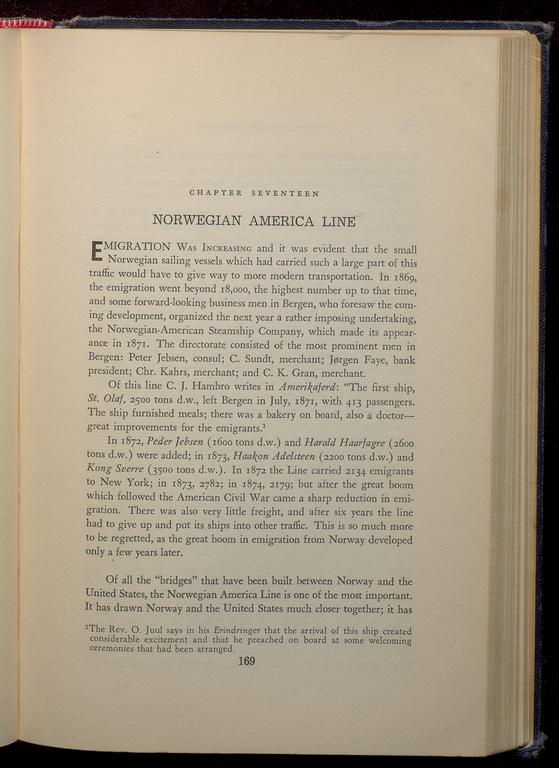 CHAPTER SEVENTEEN
NORWEGIAN AMERICA LINE
EMIGRATION WAS INCREASING and it was evident that the small
Norwegian sailing vessels which had carried such a large part of this
traffic would have to give way to more modern transportation. In 1869,
the emigration went beyond 18,000, the highest number up to that time,
and some forward-looking business men in Bergen, who foresaw the com-
ing development, organized the next year a rather imposing undertaking,
the Norwegian-American Steamship Company, which made its appear-
ance in 1871. The directorate consisted of the most prominent men in
Bergen: Peter Jebsen, consul; C. Sundt, merchant; Jørgen Faye, bank
president; Chr. Kahrs, merchant; and C. K. Gran, merchant.
Of this line C. J. Hambro writes in Amerikaferd: "The first ship,
St. Olaf, 2500 tons d.w., left Bergen in July, 1871, with 413 passengers.
The ship furnished meals; there was a bakery on board, also a doctor—
great improvements for the emigrants.¹
In 1872, Peder Jebsen (1600 tons d.w.) and Harald Haarfagre (2600
tons d.w.) were added; in 1873, Haakon Adelsteen (2200 tons d.w.) and
Kong Sverre (3500 tons d.w.). In 1872 the Line carried 2134 emigrants
to New York; in 1873, 2782; in 1874, 2179; but after the great boom
which followed the American Civil War came a sharp reduction in emi-
gration. There was also very little freight, and after six years the line
had to give up and put its ships into other traffic. This is so much more
to be regretted, as the great boom in emigration from Norway developed
only a few years later.
Of all the "bridges" that have been built between Norway and the
United States, the Norwegian America Line is one of the most important.
It has drawn Norway and the United States much closer together; it has
¹The Rev. O. Juul says in his Erindringer that the arrival of this ship created
considerable excitement and that he preached on board at some welcoming
ceremonies that had been arranged.
169